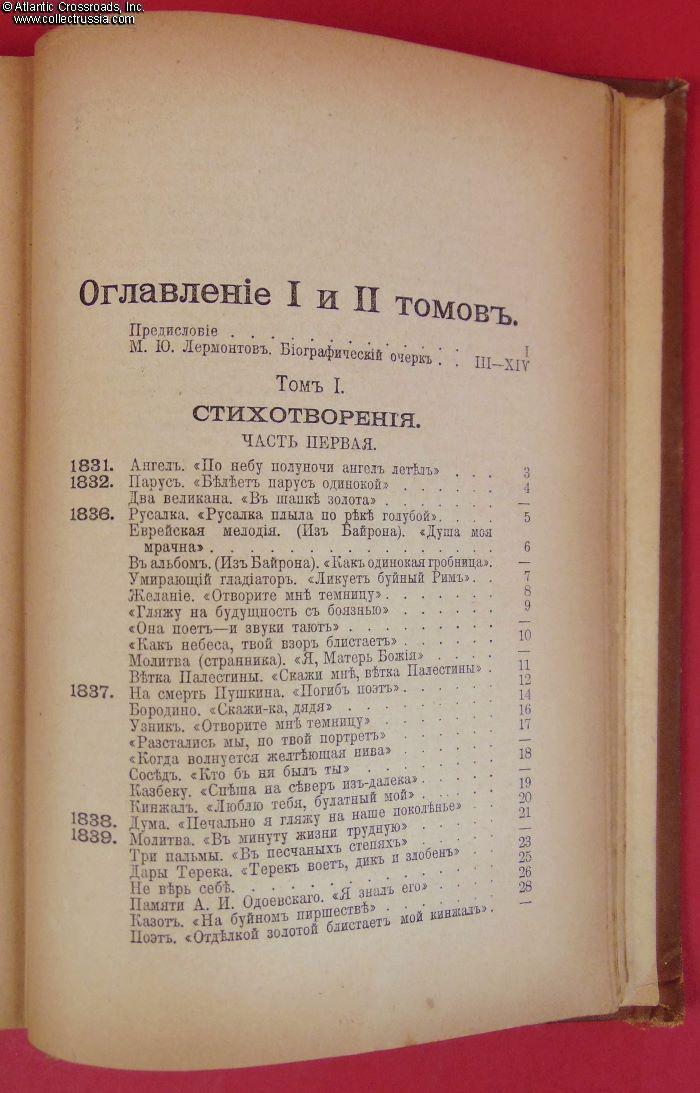 © Atlantic Crossroads, Inc.
www.collectrussia.com
Оглавленіе I и II томовъ.
Предисловіе . . . . . . . . . . . . I
М. Ю. Лермонтовъ. Біографическій очеркъ . . III—XIV
Томъ I.
СТИХОТВОРЕНІЯ.
ЧАСТЬ ПЕРВАЯ.
1831. Ангелъ. «По небу полуночи ангелъ летѣлъ» . . . 3
1832. Парусъ. «Бѣлѣетъ парусъ одинокой» . . . . . . 4
Два великана. «Въ шапкѣ золота» . . . . . . . —
1836. Русалка. «Русалка плыла по рѣкѣ голубой» . . . . 5
Еврейская мелодія. (Изъ Байрона). «Душа моя
мрачна» . . . . . . . . . . . . . . . . 6
Въ альбомъ. (Изъ Байрона). «Какъ одинокая гробница». —
Умирающій гладіаторъ. «Ликуетъ буйный Римъ» . . 7
Желаніе. «Отворите мнѣ темницу» . . . . . . . 8
«Гляжу на будущность съ боязнью» . . . . . . . 9
«Она поетъ—и звуки таютъ» . . . . . . . . . —
«Какъ небеса, твой взоръ блистаетъ» . . . . . . 10
Молитва (странника). «Я, Матерь Божія» . . . . . —
Вѣтка Палестины. «Скажи мнѣ, вѣтка Палестины» . 11
1837. На смерть Пушкина. «Погибъ поэтъ» . . . . . . 12
Бородино. «Скажи-ка, дядя» . . . . . . . . . 14
Узникъ. «Отворите мнѣ темницу» . . . . . . . 16
«Разстались мы, но твой портретъ» . . . . . . . 17
«Когда волнуется желтѣющая нива» . . . . . . . —
Сосѣдъ. «Кто бъ ни былъ ты» . . . . . . . . 18
Казбеку. «Спѣша на сѣверъ изъ-далека» . . . . . —
Кинжалъ. «Люблю тебя, булатный мой» . . . . . 19
1838. Дума. «Печально я гляжу на наше поколѣнье» . . . 20
1839. Молитва. «Въ минуту жизни трудную» . . . . . 21
Три пальмы. «Въ песчаныхъ степяхъ» . . . . . . —
Дары Терека. «Терекъ воетъ, дикъ и злобенъ» . . . 23
Не вѣрь себѣ. . . . . . . . . . . . . . . 25
Памяти А. И. Одоевскаго. «Я зналъ его» . . . . . 26
Казотъ. «На буйномъ пиршествѣ» . . . . . . . 28
Поэтъ. «Отдѣлкой золотой блистаетъ мой кинжалъ». —